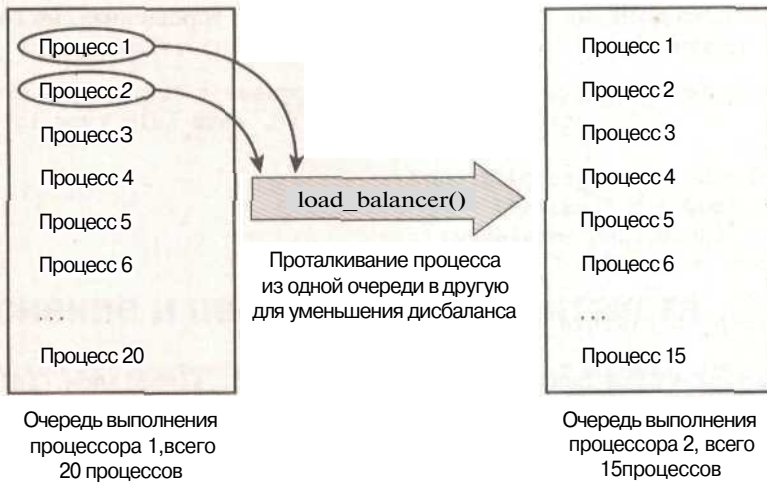 Процесс 1
Процесс 2
Процесс 3
Процесс 4
Процесс 5
Процесс 6
...
Процесс 20
Очередь выполнения
процессора 1,всего
20 процессов
load_balancer()
Проталкивание процесса
из одной очереди в другую
для уменьшения дисбаланса
Процесс 1
Процесс 2
Процесс 3
Процесс 4
Процесс 5
Процесс 6
...
Процесс 15
Очередь выполнения
процессора 2, всего
15процессов